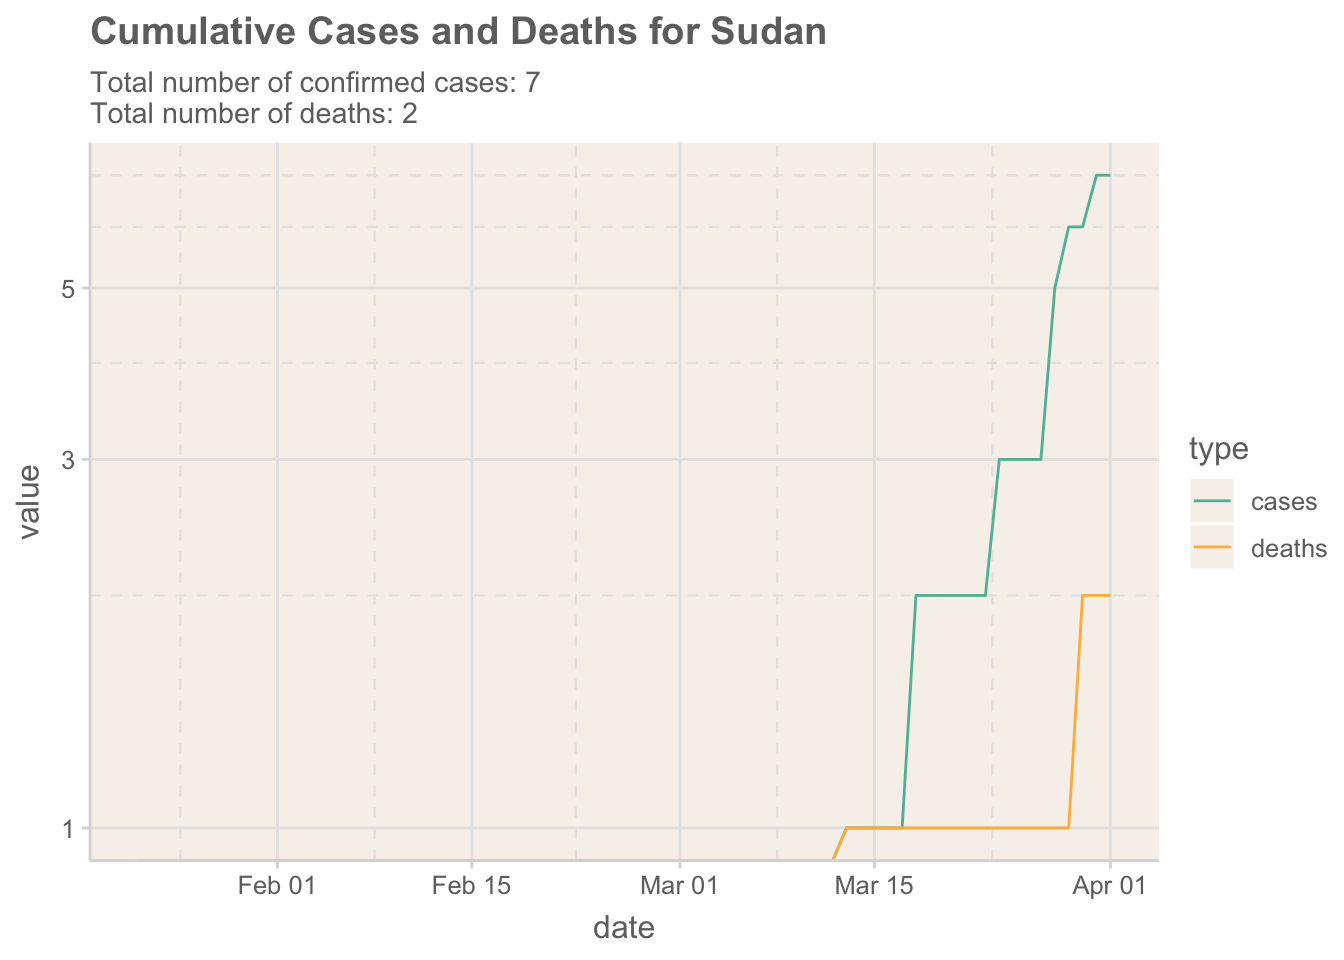 Cumulative Cases and Deaths for Sudan
Total number of confirmed cases: 7
Total number of deaths: 2
5
3
1
value
Feb 01
Feb 15
Mar 01
Mar 15
Apr 01
date
type
cases
deaths